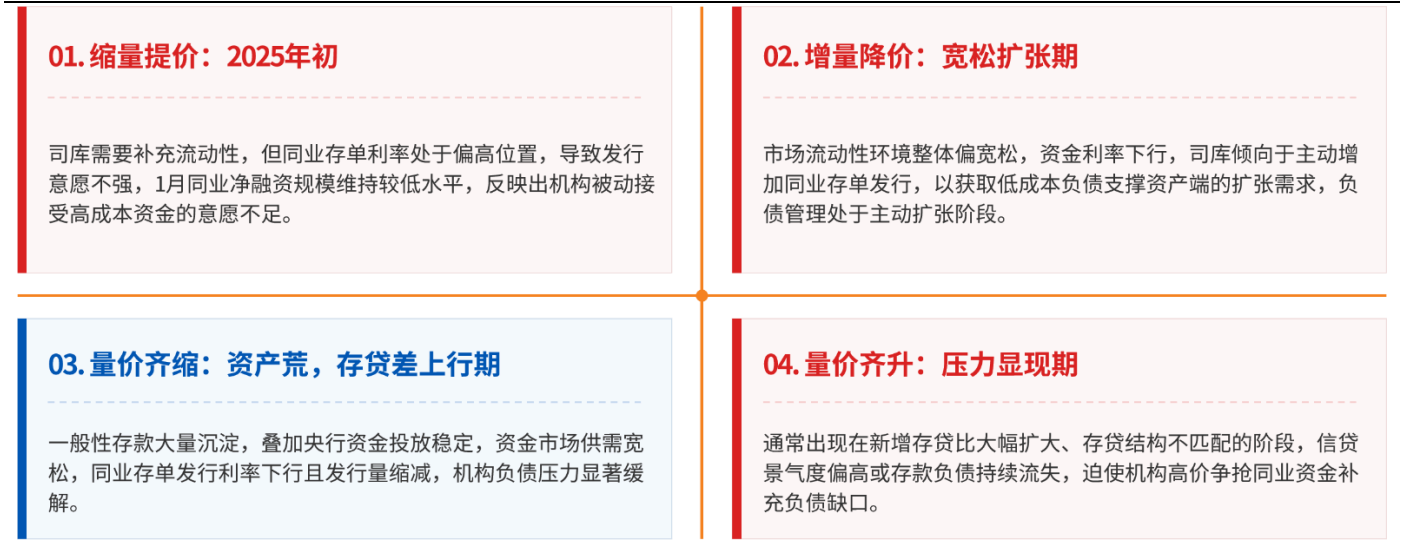 01. 缩量提价：2025年初
司库需要补充流动性，但同业存单利率处于偏高位置，导致发行
意愿不强，1月同业净融资规模维持较低水平，反映出机构被动接
受高成本资金的意愿不足。
02. 增量降价：宽松扩张期
市场流动性环境整体偏宽松，资金利率下行，司库倾向于主动增
加同业存单发行，以获取低成本负债支撑资产端的扩张需求，负
债管理处于主动扩张阶段。
03. 量价齐缩：资产荒，存贷差上行期
一般性存款大量沉淀，叠加央行资金投放稳定，资金市场供需宽
松，同业存单发行利率下行且发行量缩减，机构负债压力显著缓
解。
04. 量价齐升：压力显现期
通常出现在新增存贷比大幅扩大、存贷结构不匹配的阶段，信贷
景气度偏高或存款负债持续流失，迫使机构高价争抢同业资金补
充负债缺口。